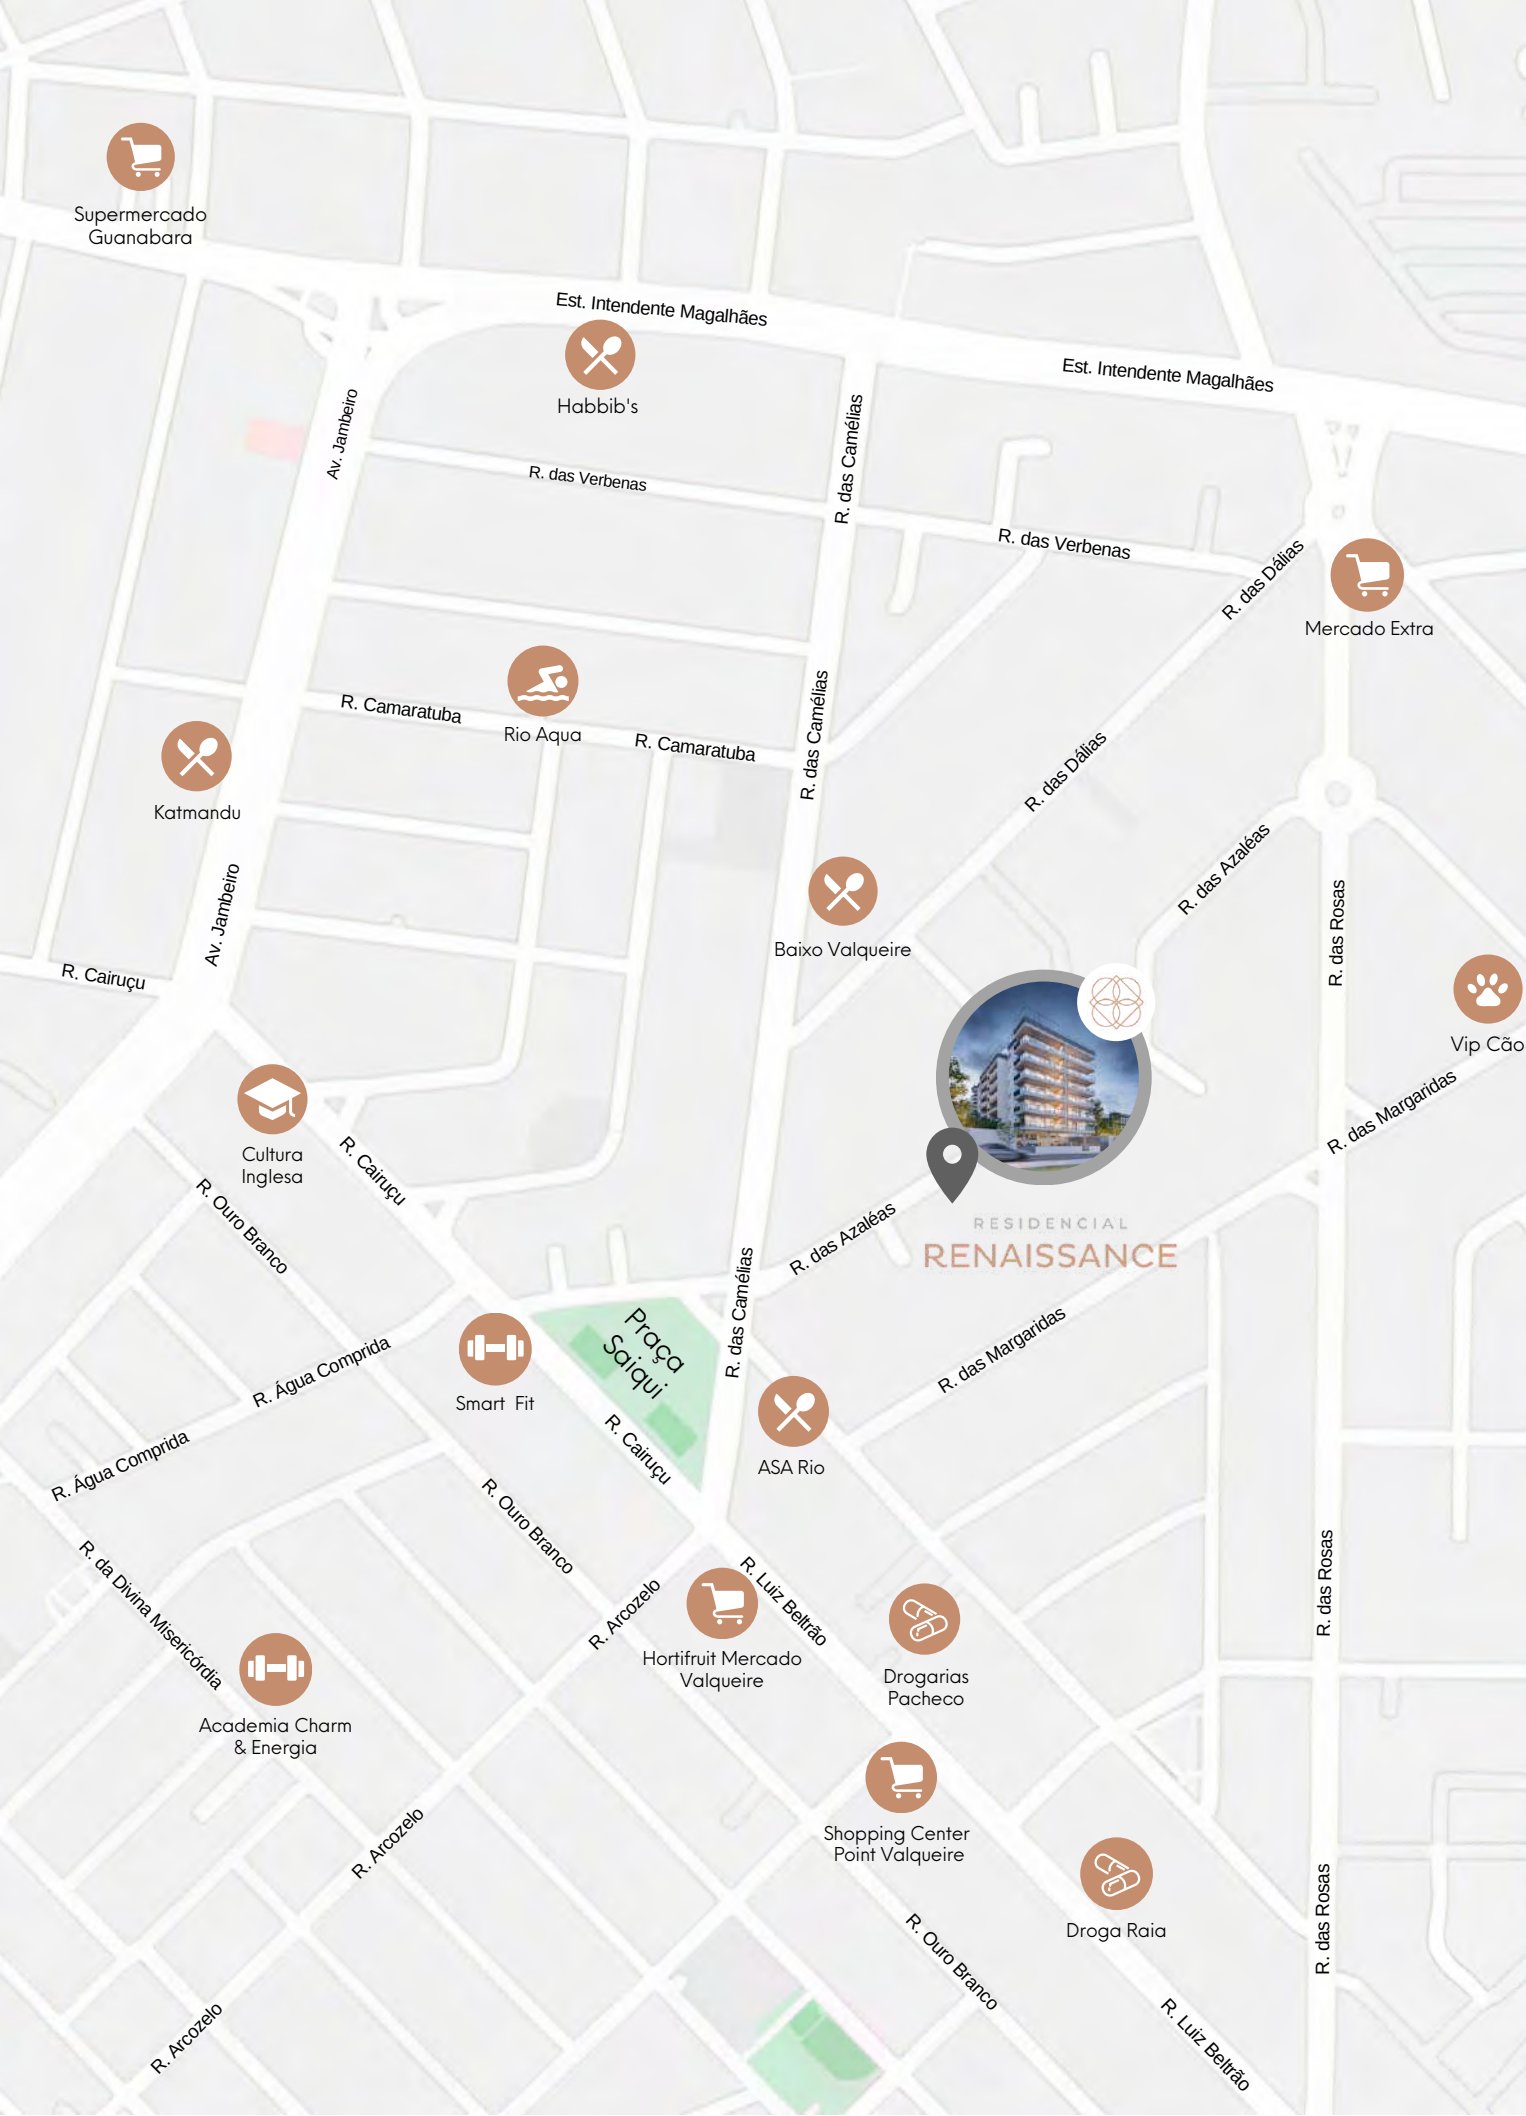 Supermercado
Guanabara
Est. Intendente Magalhães
Est. Intendente Magalhães
Habbib's
Av. Jambeiro
R. das Camélias
R. das Verbenas
R. das Verbenas
R. das Dálias
Mercado Extra
R. Camaratuba
Rio Aqua
R. Camaratuba
R. das Camélias
R. das Dálias
Katmandu
R. das Azaléas
Av. Jambeiro
Baixo Valqueire
R. das Rosas
R. Cairuçu
Vip Cão
R. das Margaridas
Cultura
Inglesa
R. Cairuçu
R. Ouro Branco
R. das Azaléas
RESIDENCIAL
RENAISSANCE
R. das Camélias
Praça
Saiqui
R. das Margaridas
R. Água Comprida
Smart Fit
R. Água Comprida
R. Cairuçu
ASA Rio
R. Ouro Branco
R. da Divina Misericórdia
R. Arcozelo
R. Luiz Beltrão
R. das Rosas
Hortifruit Mercado
Valqueire
Drogarias
Pacheco
Academia Charm
& Energia
R. Arcozelo
Shopping Center
Point Valqueire
Droga Raia
R. das Rosas
R. Ouro Branco
R. Arcozelo
R. Luiz Beltrão